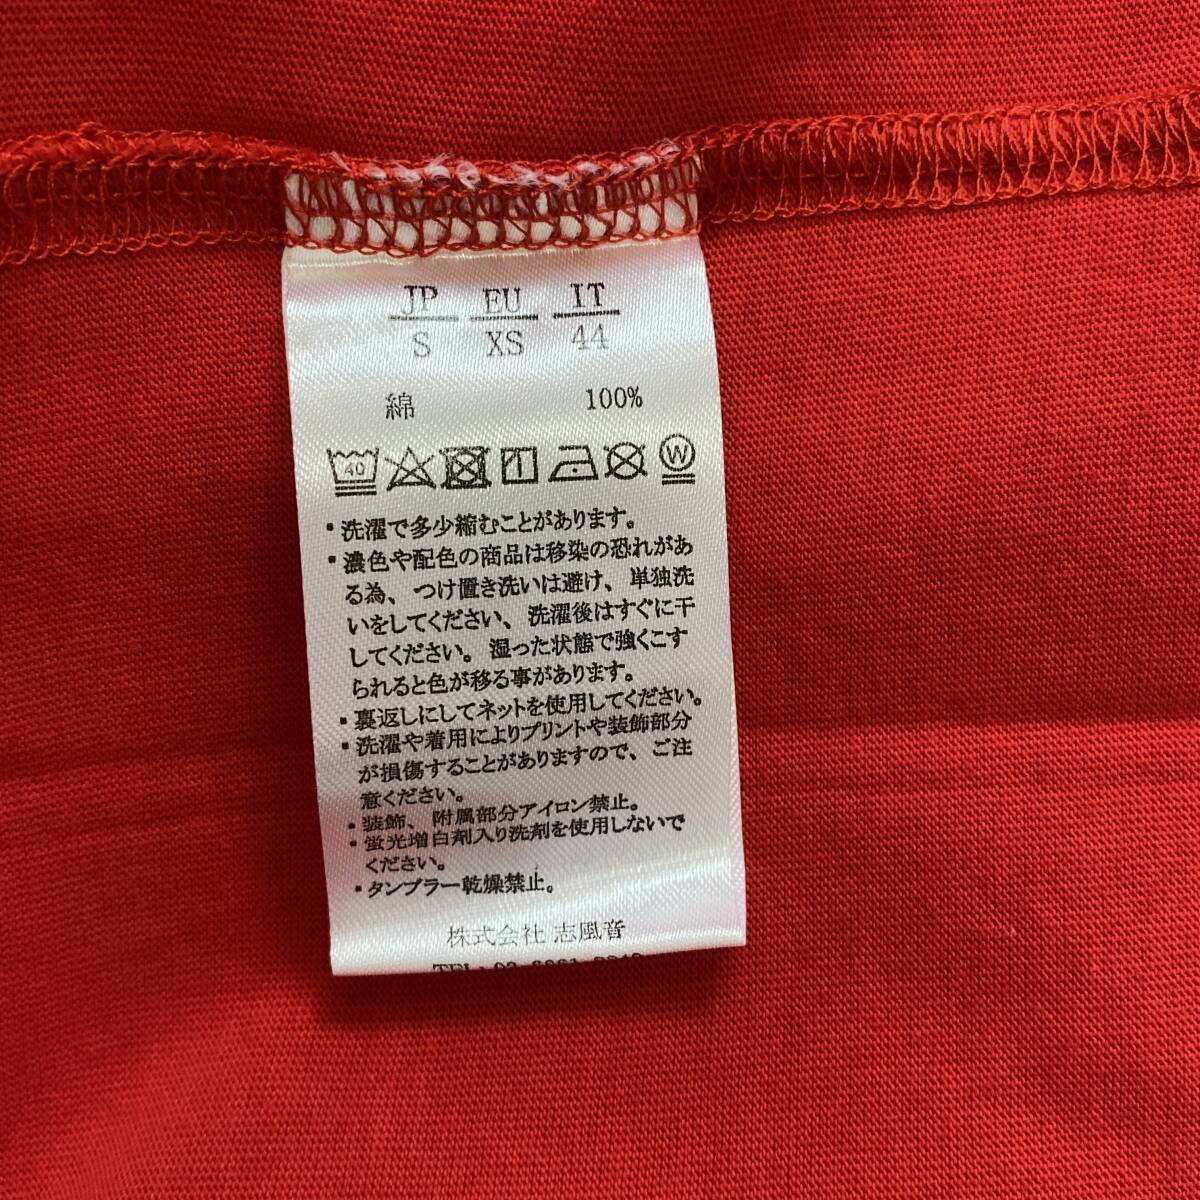 JP EU IT
S XS 44
綿 100%
40 W
・洗濯で多少縮むことがあります。
・濃色や配色の商品は移染の恐れがあ
る為、つけ置き洗いは避け、単独洗
いをしてください、洗濯後はすぐに干
してください。湿った状態で強くこす
られると色が移る事があります。
・裏返しにしてネットを使用してください。
・洗濯や着用によりプリントや装飾部分
が損傷することがありますので、ご注
意ください。
・装飾、附属部分アイロン禁止。
・蛍光増白剤入り洗剤を使用しないで
ください。
・タンブラー乾燥禁止。
株式会社 志風音
TEL:03